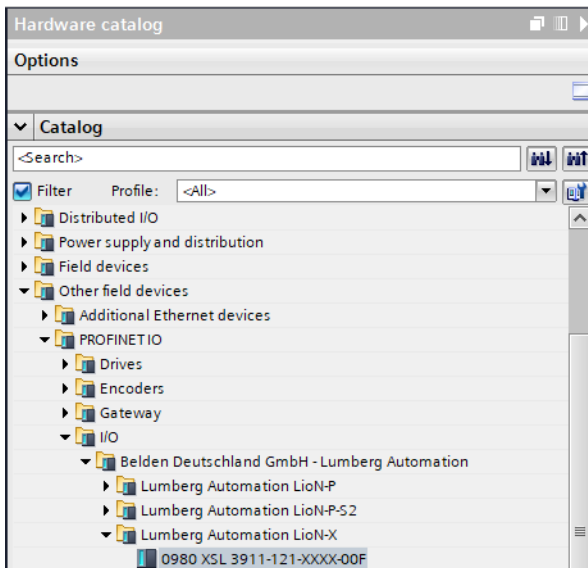 Hardware catalog
Options
Catalog
<Search>
Filter Profile: <All>
Distributed I/O
Power supply and distribution
Field devices
Other field devices
Additional Ethernet devices
PROFINET IO
Drives
Encoders
Gateway
I/O
Belden Deutschland GmbH - Lumberg Automation
Lumberg Automation LioN-P
Lumberg Automation LioN-P-S2
Lumberg Automation LioN-X
0980 XSL 3911-121-XXXX-00F